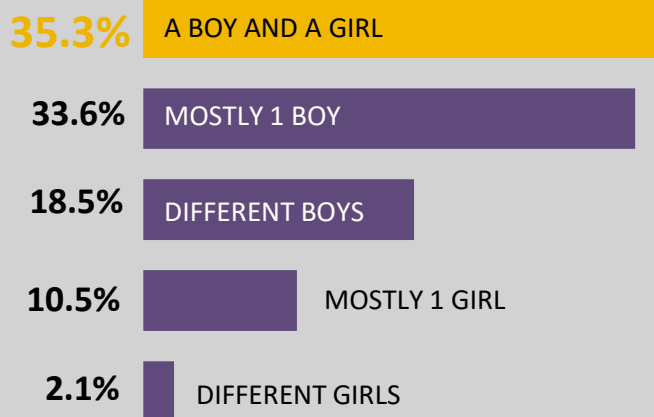 35.3% A BOY AND A GIRL
33.6% MOSTLY 1 BOY
18.5% DIFFERENT BOYS
10.5% MOSTLY 1 GIRL
2.1% DIFFERENT GIRLS